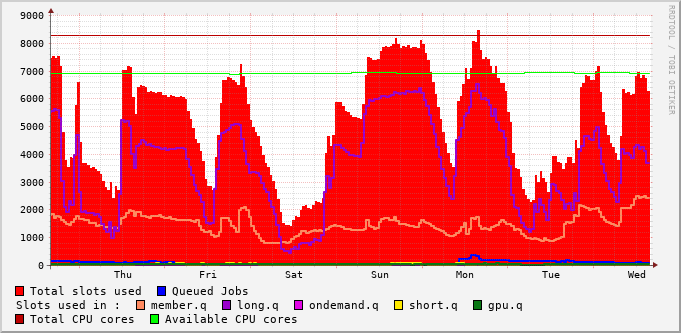 9000
8000
7000
6000
5000
4000
3000
2000
1000
0
Thu Fri Sat Sun Mon Tue Wed
RRDTOOL / TOBI OETIKER
Total slots used Queued Jobs
Slots used in : member.q long.q ondemand.q short.q gpu.q
Total CPU cores Available CPU cores